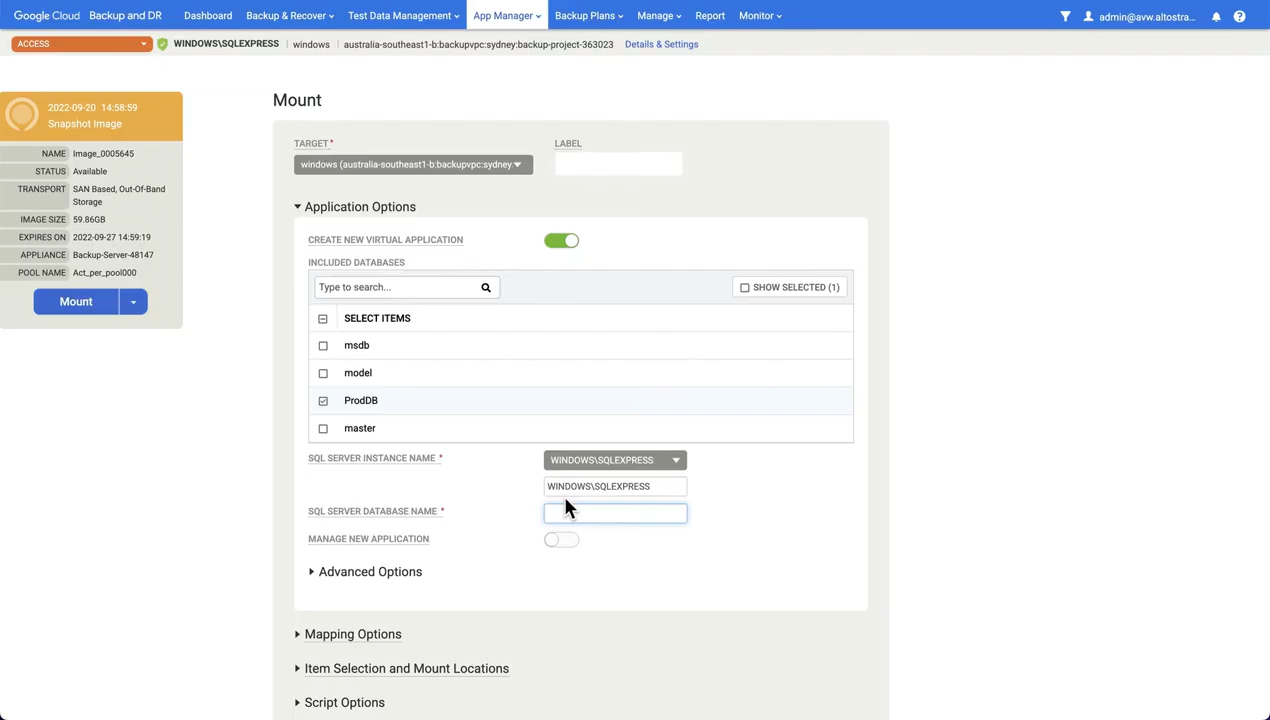 Google Cloud Backup and DR Dashboard Backup & Recover Test Data Management App Manager Backup Plans Manage Report Monitor admin@avw.altostra...
ACCESS WINDOWS\SQLEXPRESS windows australia-southeast1-b:backupvpc:sydney:backup-project-363023 Details & Settings
2022-09-20 14:58:59
Snapshot Image
NAME Image_0005645
STATUS Available
TRANSPORT SAN Based, Out-Of-Band
Storage
IMAGE SIZE 59.86GB
EXPIRES ON 2022-09-27 14:59:19
APPLIANCE Backup-Server-48147
POOL NAME Act_per_pool000
Mount
Mount
TARGET* LABEL
windows (australia-southeast1-b:backupvpc:sydney
Application Options
CREATE NEW VIRTUAL APPLICATION
INCLUDED DATABASES
Type to search... SHOW SELECTED (1)
SELECT ITEMS
msdb
model
ProdDB
master
SQL SERVER INSTANCE NAME * WINDOWS\SQLEXPRESS
WINDOWS\SQLEXPRESS
SQL SERVER DATABASE NAME *
MANAGE NEW APPLICATION
Advanced Options
Mapping Options
Item Selection and Mount Locations
Script Options